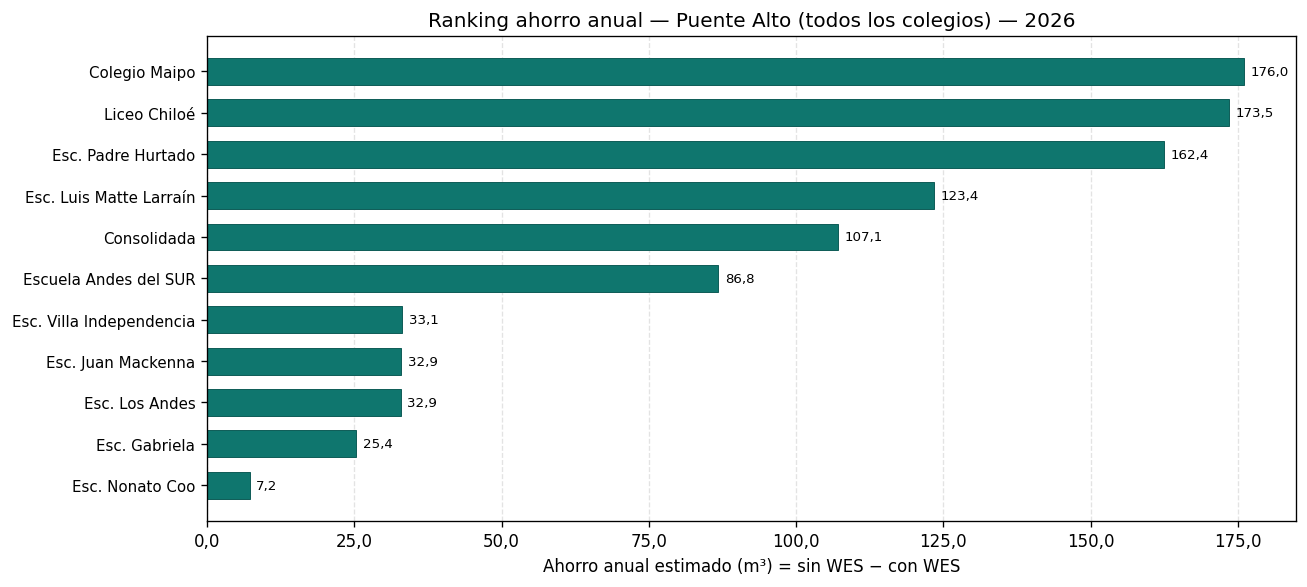 Ranking ahorro anual — Puente Alto (todos los colegios) — 2026
Colegio Maipo 176,0
Liceo Chiloé 173,5
Esc. Padre Hurtado 162,4
Esc. Luis Matte Larraín 123,4
Consolidada 107,1
Escuela Andes del SUR 86,8
Esc. Villa Independencia 33,1
Esc. Juan Mackenna 32,9
Esc. Los Andes 32,9
Esc. Gabriela 25,4
Esc. Nonato Coo 7,2
0,0 25,0 50,0 75,0 100,0 125,0 150,0 175,0
Ahorro anual estimado (m³) = sin WES − con WES